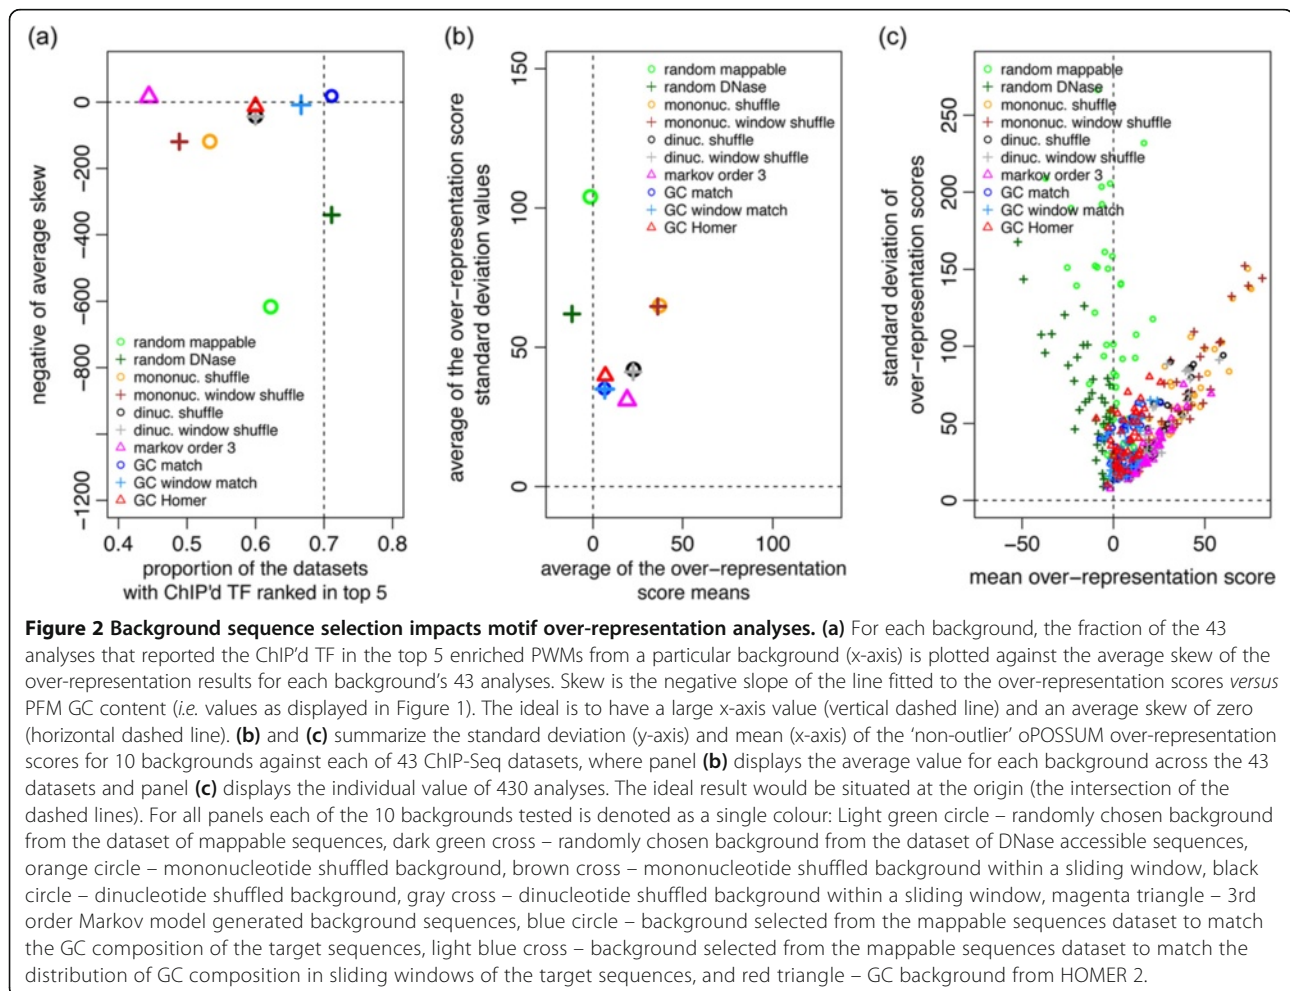 (a)
0
−200
−400
−600
−800
−1200
negative of average skew
random mappable
random DNase
mononuc. shuffle
mononuc. window shuffle
dinuc. shuffle
dinuc. window shuffle
markov order 3
GC match
GC window match
GC Homer
0.4 0.5 0.6 0.7 0.8
proportion of the datasets
with ChIP'd TF ranked in top 5
(b)
150
100
50
0
average of the over−representation score
standard deviation values
random mappable
random DNase
mononuc. shuffle
mononuc. window shuffle
dinuc. shuffle
dinuc. window shuffle
markov order 3
GC match
GC window match
GC Homer
0 50 100
average of the over−representation
score means
(c)
250
200
150
100
50
0
standard deviation of
over−representation scores
random mappable
random DNase
mononuc. shuffle
mononuc. window shuffle
dinuc. shuffle
dinuc. window shuffle
markov order 3
GC match
GC window match
GC Homer
−50 0 50
mean over−representation score
Figure 2 Background sequence selection impacts motif over-representation analyses. (a) For each background, the fraction of the 43
analyses that reported the ChIP'd TF in the top 5 enriched PWMs from a particular background (x-axis) is plotted against the average skew of the
over-representation results for each background's 43 analyses. Skew is the negative slope of the line fitted to the over-representation scores versus
PFM GC content (i.e. values as displayed in Figure 1). The ideal is to have a large x-axis value (vertical dashed line) and an average skew of zero
(horizontal dashed line). (b) and (c) summarize the standard deviation (y-axis) and mean (x-axis) of the 'non-outlier' oPOSSUM over-representation
scores for 10 backgrounds against each of 43 ChIP-Seq datasets, where panel (b) displays the average value for each background across the 43
datasets and panel (c) displays the individual value of 430 analyses. The ideal result would be situated at the origin (the intersection of the
dashed lines). For all panels each of the 10 backgrounds tested is denoted as a single colour: Light green circle – randomly chosen background
from the dataset of mappable sequences, dark green cross – randomly chosen background from the dataset of DNase accessible sequences,
orange circle – mononucleotide shuffled background, brown cross – mononucleotide shuffled background within a sliding window, black
circle – dinucleotide shuffled background, gray cross – dinucleotide shuffled background within a sliding window, magenta triangle – 3rd
order Markov model generated background sequences, blue circle – background selected from the mappable sequences dataset to match
the GC composition of the target sequences, light blue cross – background selected from the mappable sequences dataset to match the
distribution of GC composition in sliding windows of the target sequences, and red triangle – GC background from HOMER 2.